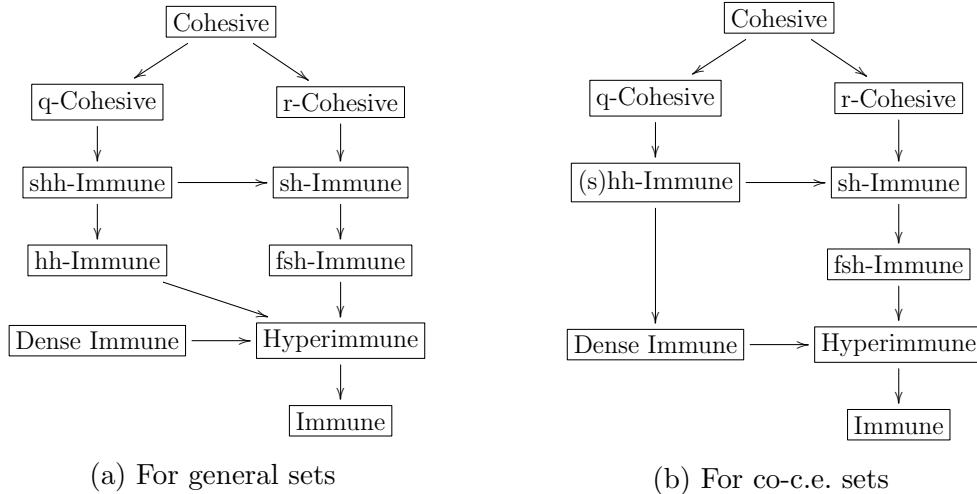 Cohesive
q-Cohesive
r-Cohesive
shh-Immune
sh-Immune
hh-Immune
fsh-Immune
Dense Immune
Hyperimmune
Immune
(a) For general sets
Cohesive
q-Cohesive
r-Cohesive
(s)hh-Immune
sh-Immune
fsh-Immune
Dense Immune
Hyperimmune
Immune
(b) For co-c.e. sets